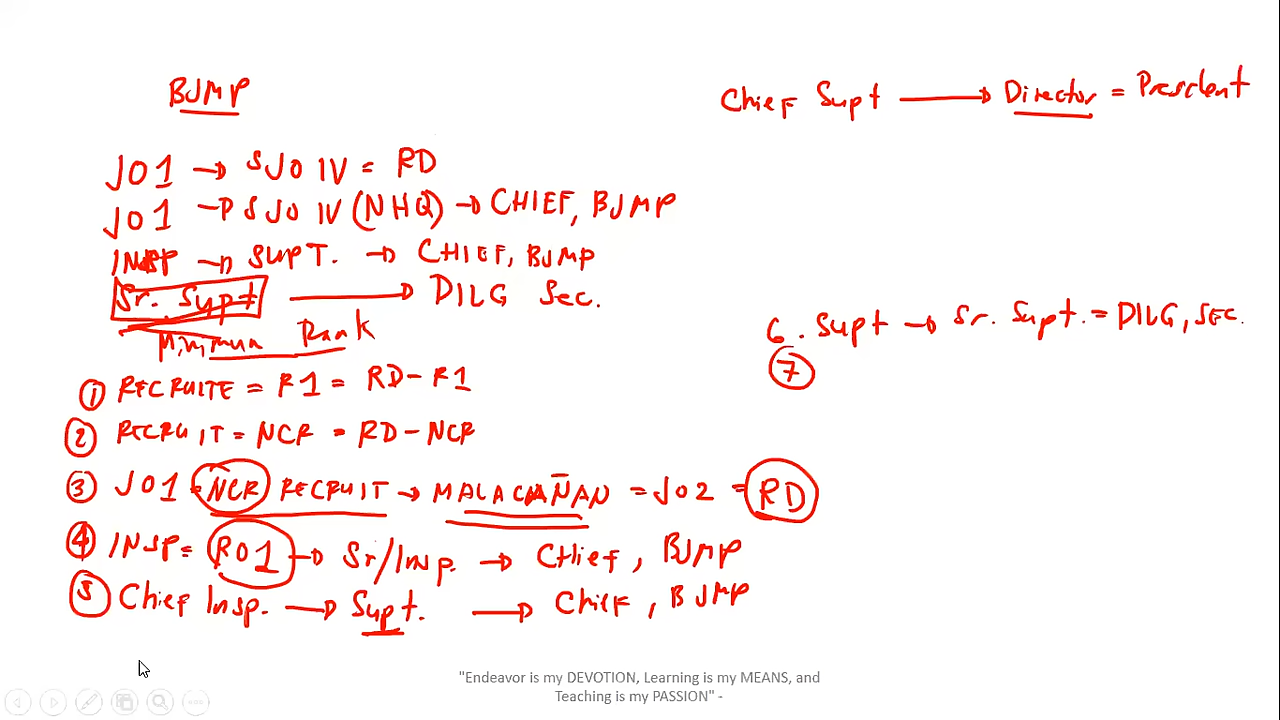 BJMP
JO1 → SJO IV = RD
JO1 → SJO IV (NHQ) → CHIEF, BJMP
INSP → SUPT. → CHIEF, BJMP
Sr. Supt → DILG Sec.
Minimun Rank
① RECRUITE = R1 = RD-R1
② RECRUIT = NCR = RD-NCR
③ JO1 = NCR RECRUIT → MALACAÑAN = JO2 = RD
④ INSP = RO1 → Sr/Insp. → Chief, BJMP
⑤ Chief Insp. → Supt. → Chief, BJMP
Chief Supt → Director = President
6. Supt → Sr. Supt. = DILG, SEC.
⑦
"Endeavor is my DEVOTION, Learning is my MEANS, and
Teaching is my PASSION" -